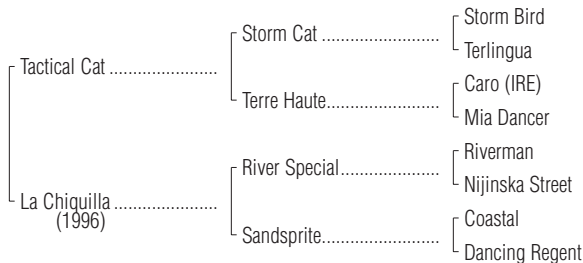 Storm Bird
Storm Cat ........................
Terlingua
Tactical Cat ......................
Caro (IRE)
Terre Haute.......................
Mia Dancer
Riverman
River Special....................
Nijinska Street
La Chiquilla .....................
(1996)
Coastal
Sandsprite........................
Dancing Regent